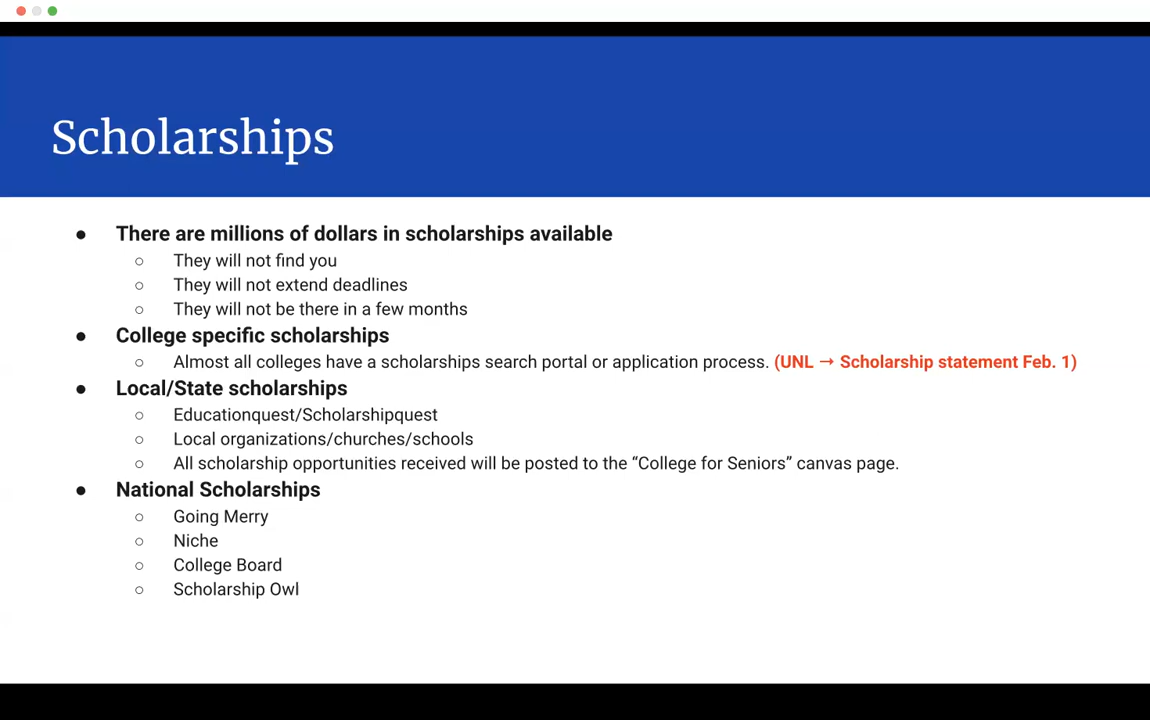 Scholarships
● There are millions of dollars in scholarships available
○ They will not find you
○ They will not extend deadlines
○ They will not be there in a few months
● College specific scholarships
○ Almost all colleges have a scholarships search portal or application process. (UNL → Scholarship statement Feb. 1)
● Local/State scholarships
○ Educationquest/Scholarshipquest
○ Local organizations/churches/schools
○ All scholarship opportunities received will be posted to the “College for Seniors” canvas page.
● National Scholarships
○ Going Merry
○ Niche
○ College Board
○ Scholarship Owl